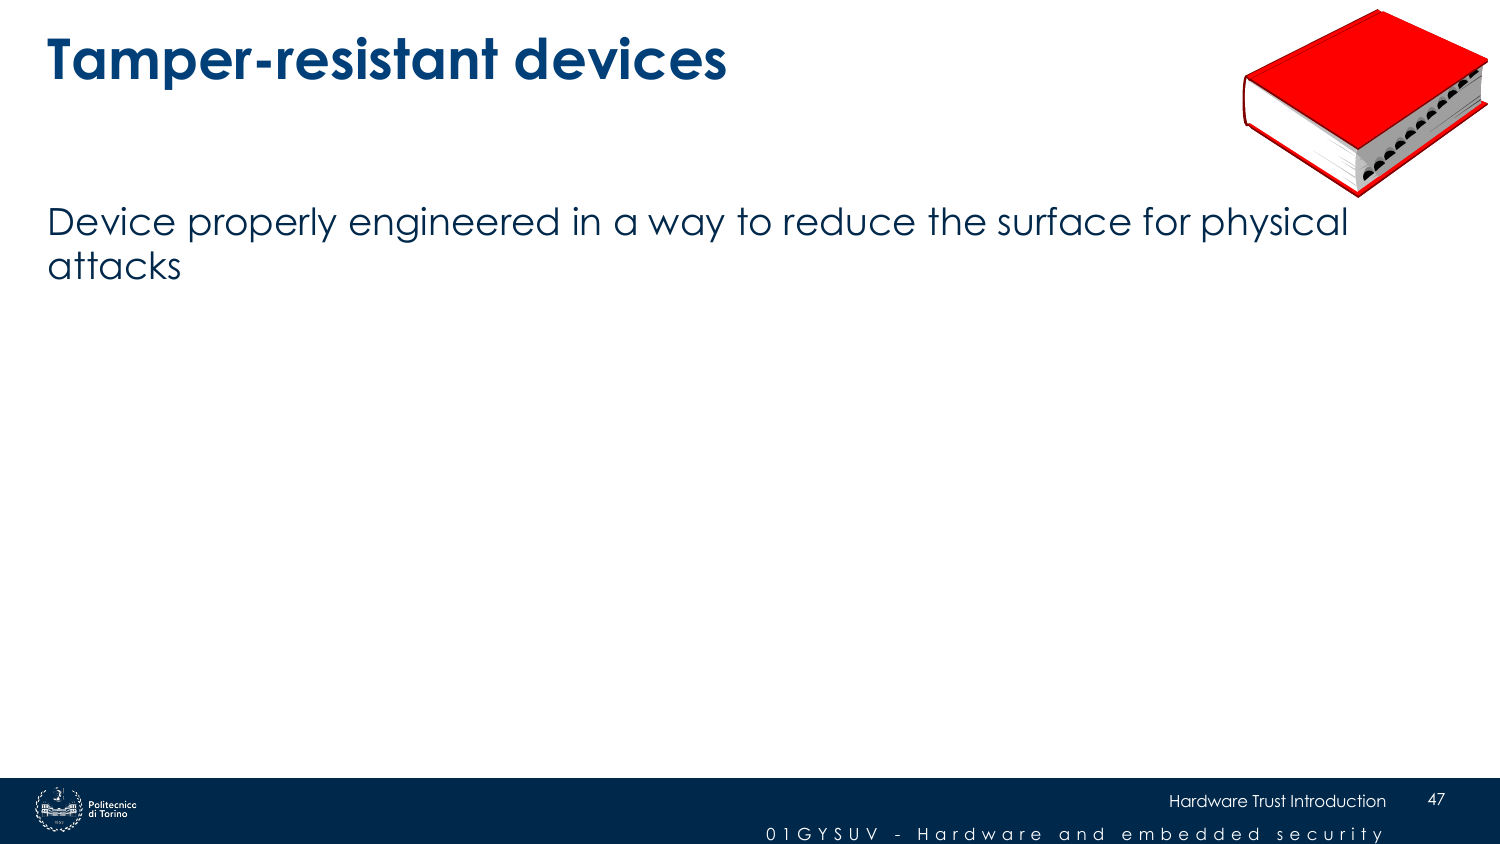 Tamper-resistant devices
Device properly engineered in a way to reduce the surface for physical
attacks
Politecnico
di Torino
Hardware Trust Introduction
47
01GYSUV - Hardware and embedded security